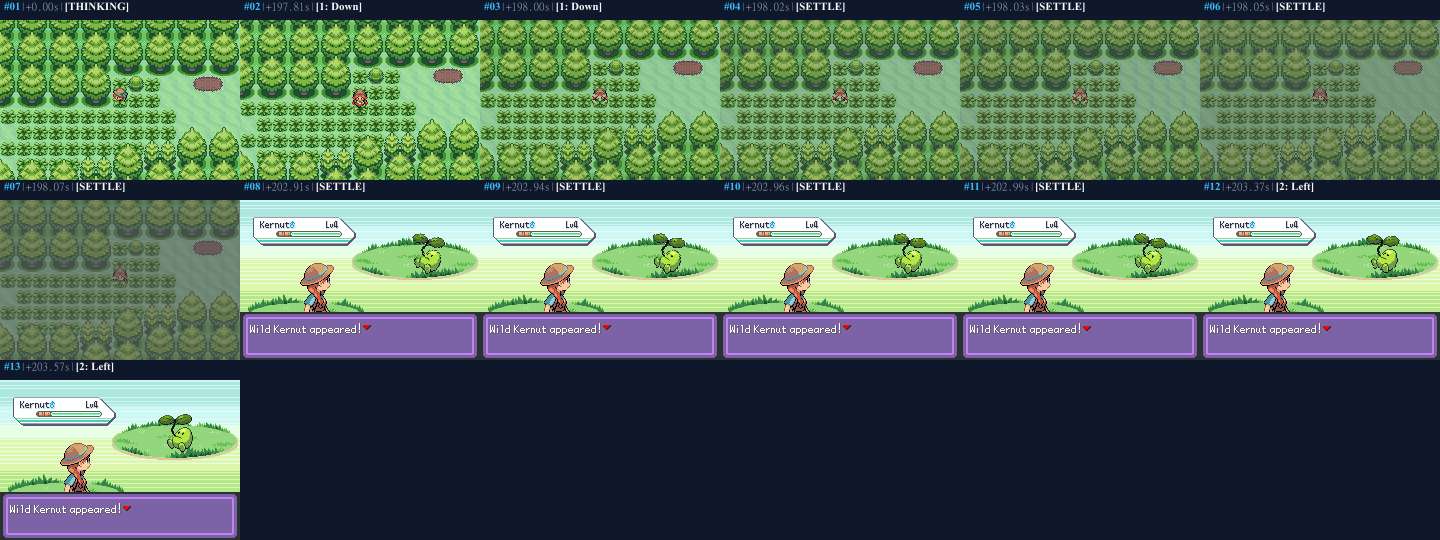 #01|+0.00s|[THINKING]
#02|+197.81s|[1: Down]
#03|+198.00s|[1: Down]
#04|+198.02s|[SETTLE]
#05|+198.03s|[SETTLE]
#06|+198.05s|[SETTLE]
#07|+198.07s|[SETTLE]
#08|+202.91s|[SETTLE]
#09|+202.94s|[SETTLE]
#10|+202.96s|[SETTLE]
#11|+202.99s|[SETTLE]
#12|+203.37s|[2: Left]
Kernut♂ Lv4
Kernut♂ Lv4
Kernut♂ Lv4
Kernut♂ Lv4
Kernut♂ Lv4
Wild Kernut appeared!
Wild Kernut appeared!
Wild Kernut appeared!
Wild Kernut appeared!
Wild Kernut appeared!
#13|+203.57s|[2: Left]
Kernut♂ Lv4
Wild Kernut appeared!